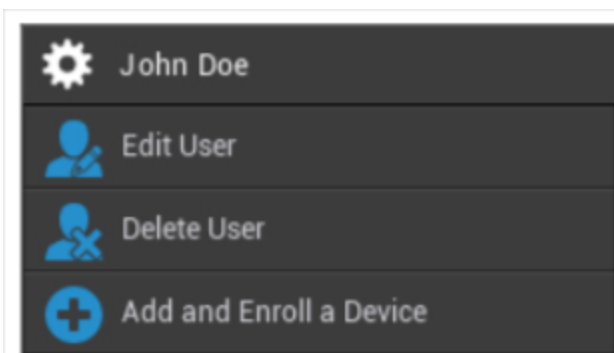 John Doe
Edit User
Delete User
Add and Enroll a Device